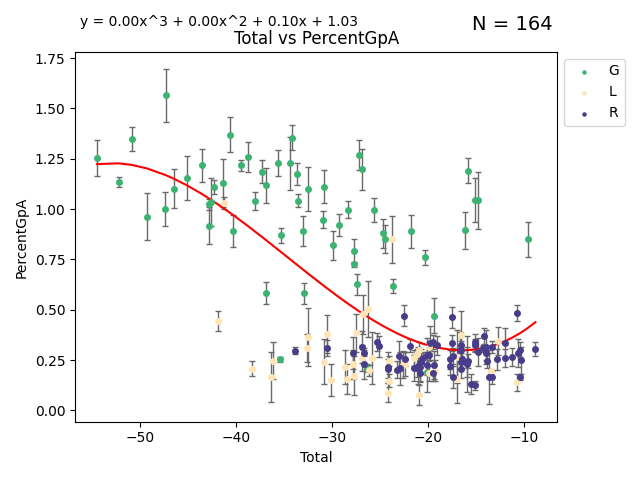 y = 0.00x^3 + 0.00x^2 + 0.10x + 1.03
N = 164
Total vs PercentGpA
PercentGpA
1.75
1.50
1.25
1.00
0.75
0.50
0.25
0.00
−50 −40 −30 −20 −10
Total
G
L
R